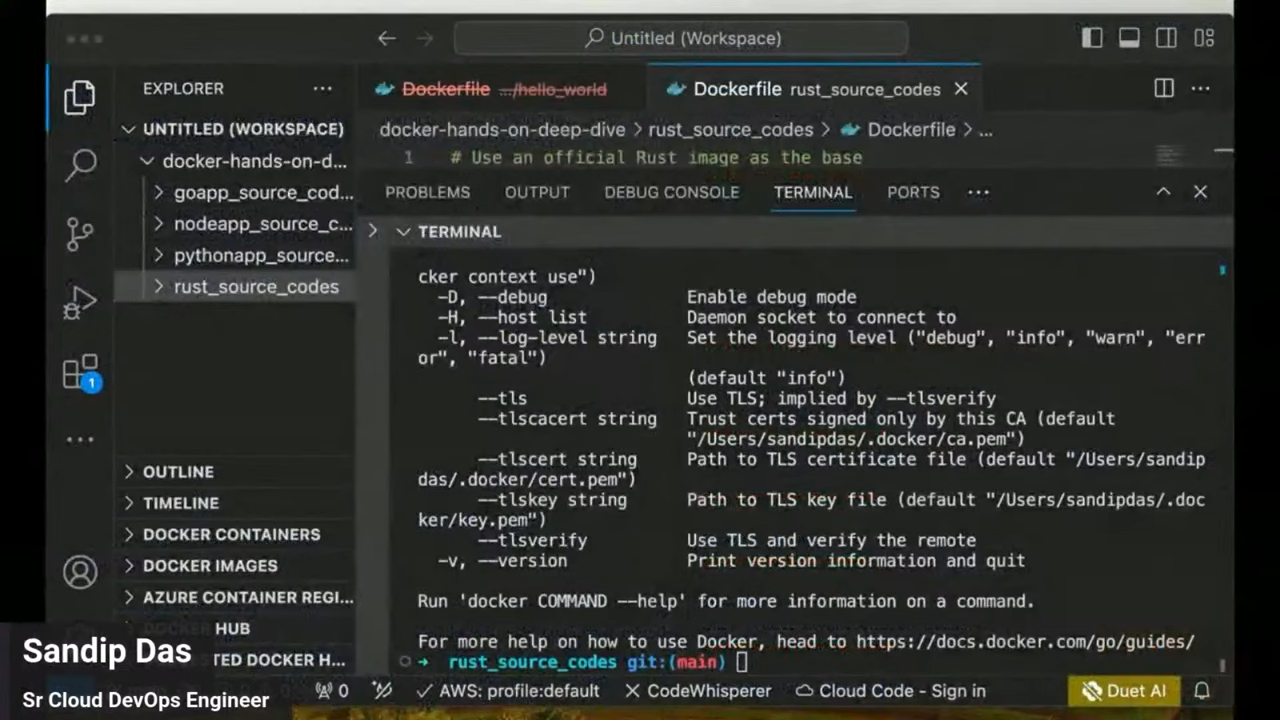 Untitled (Workspace)
EXPLORER
Dockerfile .../hello_world
Dockerfile rust_source_codes
UNTITLED (WORKSPACE)
docker-hands-on-d...
goapp_source_cod...
nodeapp_source_c...
pythonapp_source...
rust_source_codes
OUTLINE
TIMELINE
DOCKER CONTAINERS
DOCKER IMAGES
AZURE CONTAINER REGI...
HUB
TED DOCKER H...
1
docker-hands-on-deep-dive > rust_source_codes > Dockerfile > ...
1 # Use an official Rust image as the base
PROBLEMS OUTPUT DEBUG CONSOLE TERMINAL PORTS
TERMINAL
cker context use")
-D, --debug Enable debug mode
-H, --host list Daemon socket to connect to
-l, --log-level string Set the logging level ("debug", "info", "warn", "err
or", "fatal")
(default "info")
--tls Use TLS; implied by --tlsverify
--tlscacert string Trust certs signed only by this CA (default
"/Users/sandipdas/.docker/ca.pem")
--tlscert string Path to TLS certificate file (default "/Users/sandip
das/.docker/cert.pem")
--tlskey string Path to TLS key file (default "/Users/sandipdas/.doc
ker/key.pem")
--tlsverify Use TLS and verify the remote
-v, --version Print version information and quit
Run 'docker COMMAND --help' for more information on a command.
For more help on how to use Docker, head to https://docs.docker.com/go/guides/
➜ rust_source_codes git:(main)
Sandip Das
Sr Cloud DevOps Engineer
0 AWS: profile:default CodeWhisperer Cloud Code - Sign in Duet AI